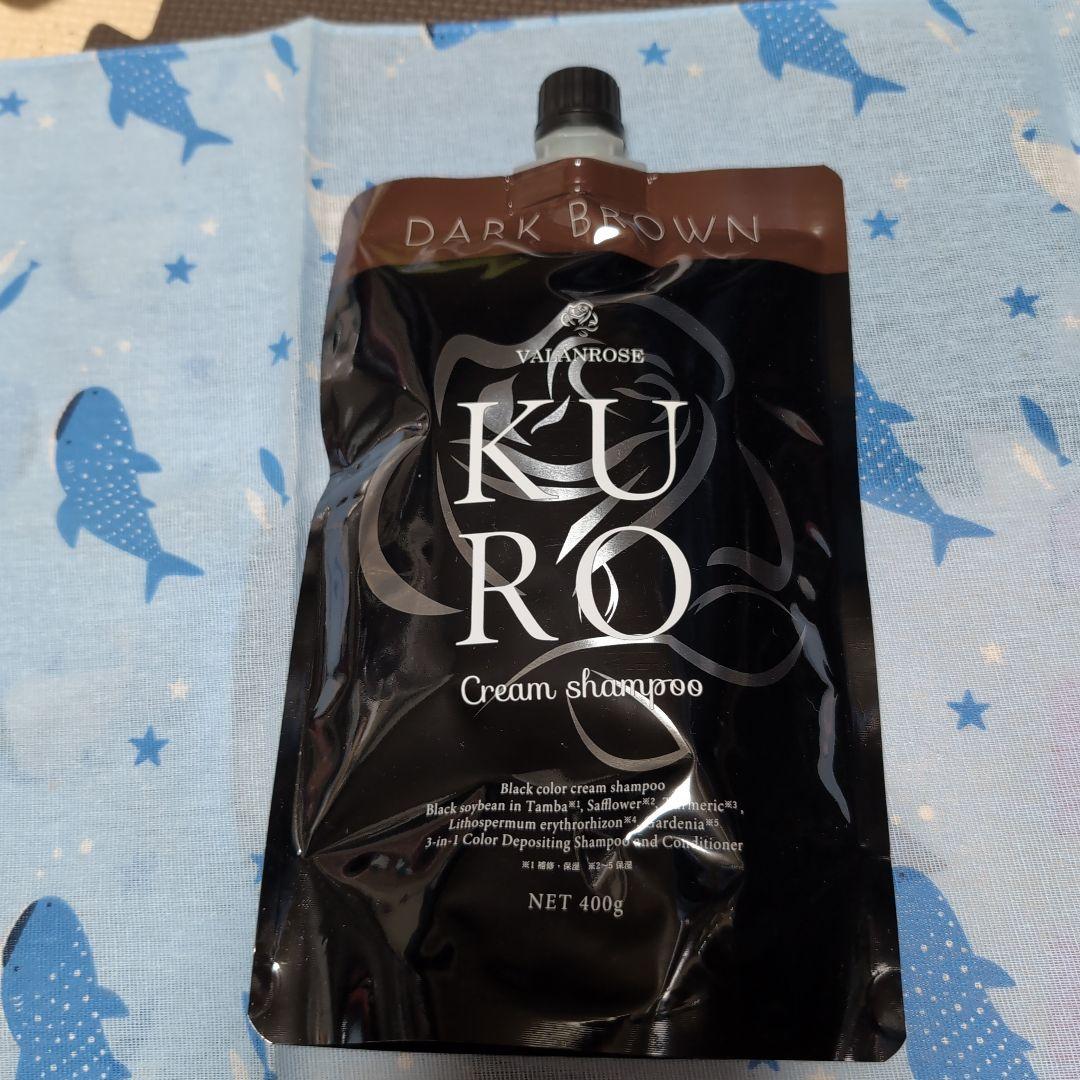 DARK BROWN
VALANROSE
KU
RO
Cream shampoo
Black color cream shampoo
Black soybean in Tamba※1, Safflower※2, Turmeric※3,
Lithospermum erythrorhizon※4, Gardenia※5
3-in-1 Color Depositing Shampoo and Conditioner
※1 補修・保湿 ※2〜5 保湿
NET 400g